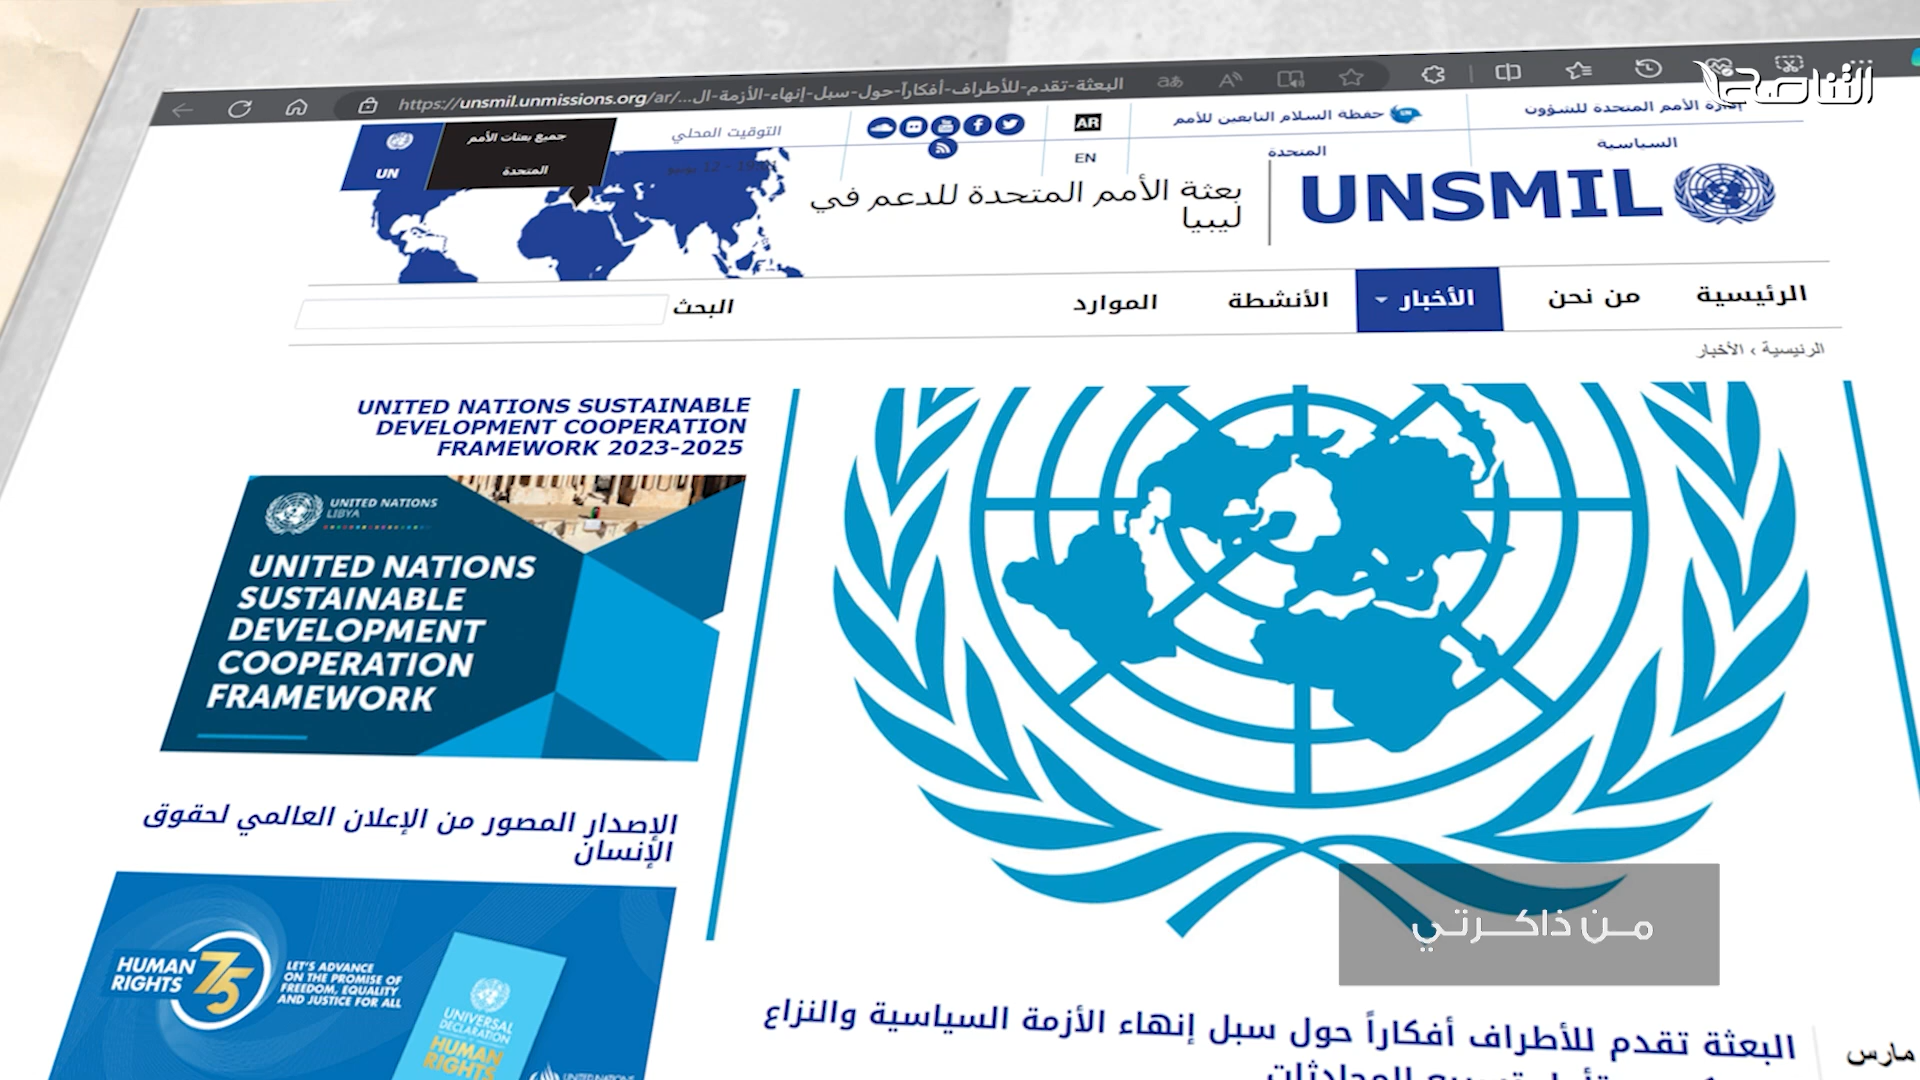 https://unsmil.unmissions.org/ar/...البعثة-تقدم-للأطراف-أفكاراً-حول-سبل-إنهاء-الأزمة-ال
التناصح
إدارة الأمم المتحدة للشؤون
السياسية
حفظة السلام التابعين للأمم
المتحدة
AR
EN
التوقيت المحلي
جميع بعثات الأمم
المتحدة
UN
UNSMIL
بعثة الأمم المتحدة للدعم في
ليبيا
الرئيسية
من نحن
الأخبار
الأنشطة
الموارد
البحث
الرئيسية › الأخبار
UNITED NATIONS SUSTAINABLE
DEVELOPMENT COOPERATION
FRAMEWORK 2023-2025
UNITED NATIONS
LIBYA
UNITED NATIONS
SUSTAINABLE
DEVELOPMENT
COOPERATION
FRAMEWORK
الإصدار المصور من الإعلان العالمي لحقوق
الإنسان
HUMAN
RIGHTS
75
LET'S ADVANCE
ON THE PROMISE OF
FREEDOM, EQUALITY
AND JUSTICE FOR ALL
UNIVERSAL
DECLARATION
HUMAN
RIGHTS
UNITED NATIONS
من ذاكرتي
مارس
البعثة تقدم للأطراف أفكاراً حول سبل إنهاء الأزمة السياسية والنزاع
المحادثات